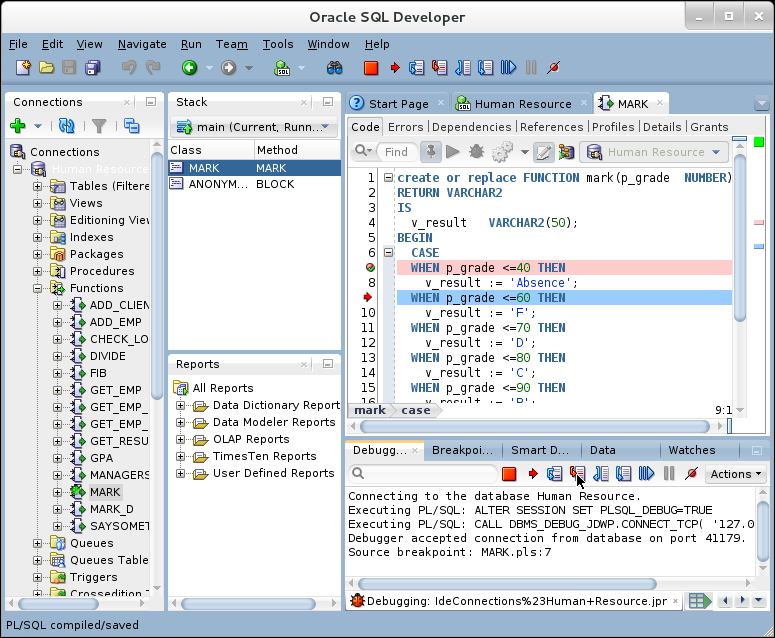 Oracle SQL Developer
File Edit View Navigate Run Team Tools Window Help
Connections
Connections
Human Resource
Tables (Filtere
Views
Editioning Viev
Indexes
Packages
Procedures
Functions
ADD_CLIEN
ADD_EMP
CHECK_LO
DIVIDE
FIB
GET_EMP
GET_EMP_
GET_EMP_
GET_RESU
GPA
MANAGERS
MARK
MARK_D
SAYSOMET
Queues
Queues Table
Triggers
Crossedition T
Stack
main (Current, Runn...
Class Method
MARK MARK
ANONYM... BLOCK
Reports
All Reports
Data Dictionary Report
Data Modeler Reports
OLAP Reports
TimesTen Reports
User Defined Reports
Start Page Human Resource MARK
Code Errors Dependencies References Profiles Details Grants
Find Human Resource
1 create or replace FUNCTION mark(p_grade NUMBER)
2 RETURN VARCHAR2
3 IS
4 v_result VARCHAR2(50);
5 BEGIN
6 CASE
WHEN p_grade <=40 THEN
8 v_result := 'Absence';
WHEN p_grade <=60 THEN
10 v_result := 'F';
11 WHEN p_grade <=70 THEN
12 v_result := 'D';
13 WHEN p_grade <=80 THEN
14 v_result := 'C';
15 WHEN p_grade <=90 THEN
16 v_result := 'B';
mark case 9:1
Debugg... Breakpoi... Smart D... Data Watches
Actions
Connecting to the database Human Resource.
Executing PL/SQL: ALTER SESSION SET PLSQL_DEBUG=TRUE
Executing PL/SQL: CALL DBMS_DEBUG_JDWP.CONNECT_TCP( '127.0
Debugger accepted connection from database on port 41179.
Source breakpoint: MARK.pls:7
Debugging: IdeConnections%23Human+Resource.jpr
PL/SQL compiled/saved